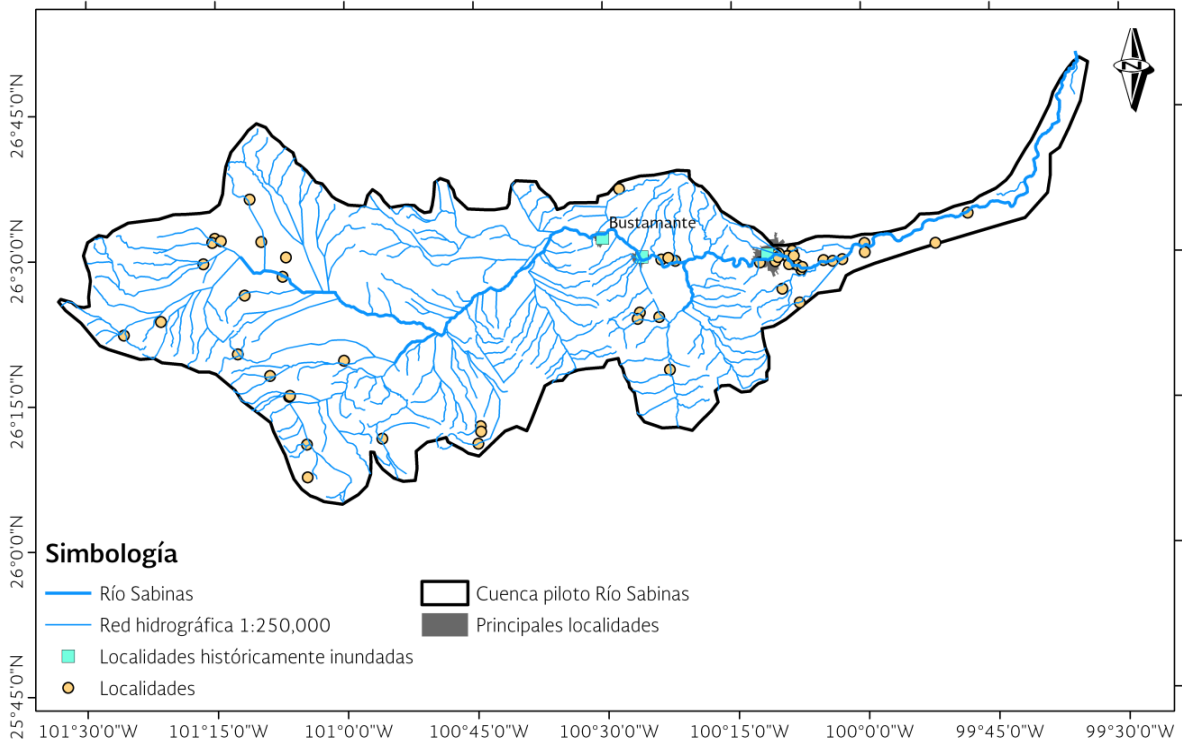 N
26°45'0"N
26°30'0"N
26°15'0"N
26°0'0"N
25°45'0"N
Bustamante
Simbología
Río Sabinas
Red hidrográfica 1:250,000
Localidades históricamente inundadas
Localidades
Cuenca piloto Río Sabinas
Principales localidades
101°30'0"W 101°15'0"W 101°0'0"W 100°45'0"W 100°30'0"W 100°15'0"W 100°0'0"W 99°45'0"W 99°30'0"W